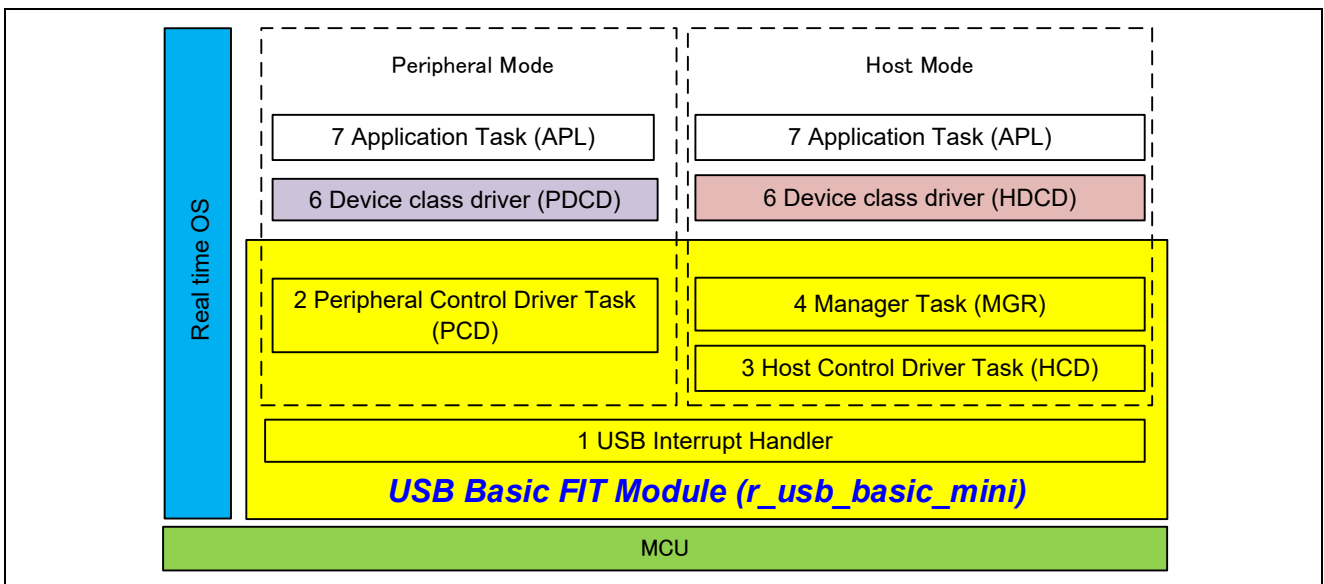 Real time OS
Peripheral Mode
7 Application Task (APL)
6 Device class driver (PDCD)
2 Peripheral Control Driver Task
(PCD)
Host Mode
7 Application Task (APL)
6 Device class driver (HDCD)
4 Manager Task (MGR)
3 Host Control Driver Task (HCD)
1 USB Interrupt Handler
USB Basic FIT Module (r_usb_basic_mini)
MCU